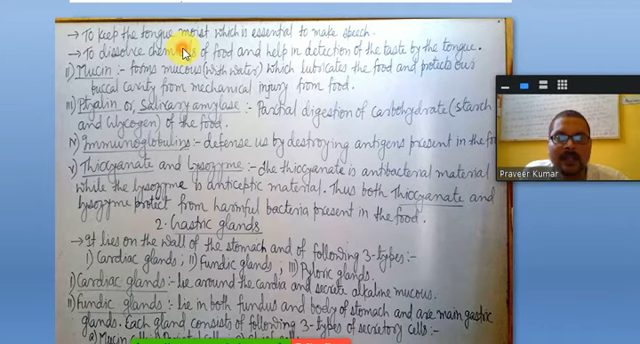 → To keep the tongue moist which is essential to make speech.
→ To dissolve of food and help in detection of the taste by the tongue.
ii) Mucin :- forms mucous (with water) which lubricates the food and protects our
buccal cavity from mechanical injury from food.
iii) Ptyalin or Salivary amylase :- Partial digestion of carbohydrate (starch
and Glycogen) of the food.
iv) Immunoglobulins :- defense us by destroying antigens present in the foo
v) Thiocyanate and Lysozyme :- The thiocyanate is antibacterial material
while the lysozyme is anticeptic material. Thus both Thiocyanate and
lysozyme protect from harmful bacteria present in the food.
2. Gastric glands
→ It lies on the wall of the stomach and of following 3-types:-
i) Cardiac glands ; ii) Fundic glands ; iii) Pyloric glands.
i) Cardiac glands :- lie around the cardia and secrete alkaline mucous.
ii) Fundic glands :- lie in both fundus and body of stomach and are main gastric
glands. Each gland consists of following 3-types of secretory cells :-
a) Mucin
Praveer Kumar